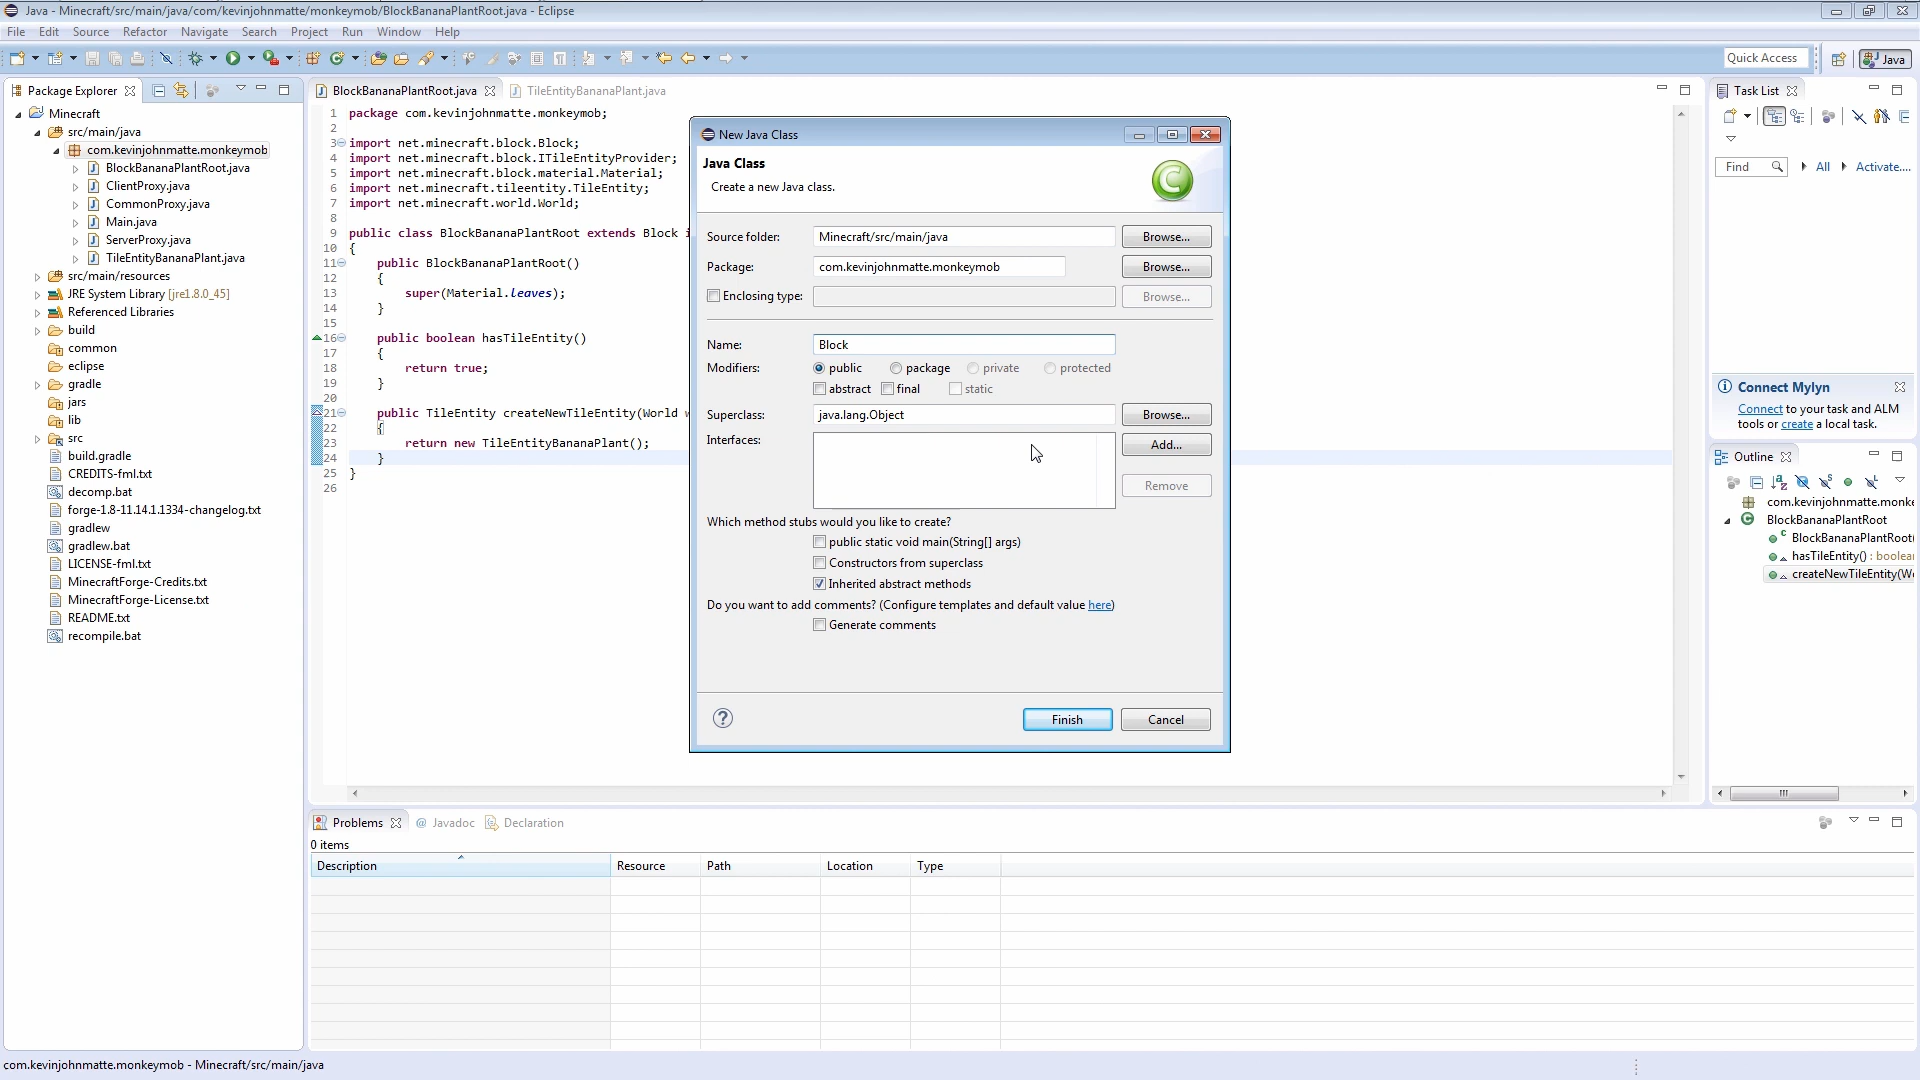 Java - Minecraft/src/main/java/com/kevinjohnmatte/monkeymob/BlockBananaPlantRoot.java - Eclipse
File Edit Source Refactor Navigate Search Project Run Window Help
Quick Access
Java
Package Explorer
Minecraft
src/main/java
com.kevinjohnmatte.monkeymob
BlockBananaPlantRoot.java
ClientProxy.java
CommonProxy.java
Main.java
ServerProxy.java
TileEntityBananaPlant.java
src/main/resources
JRE System Library [jre1.8.0_45]
Referenced Libraries
build
common
eclipse
gradle
jars
lib
src
build.gradle
CREDITS-fml.txt
decomp.bat
forge-1.8-11.14.1.1334-changelog.txt
gradlew
gradlew.bat
LICENSE-fml.txt
MinecraftForge-Credits.txt
MinecraftForge-License.txt
README.txt
recompile.bat
BlockBananaPlantRoot.java
TileEntityBananaPlant.java
1 package com.kevinjohnmatte.monkeymob;
2
3 import net.minecraft.block.Block;
4 import net.minecraft.block.ITileEntityProvider;
5 import net.minecraft.block.material.Material;
6 import net.minecraft.tileentity.TileEntity;
7 import net.minecraft.world.World;
8
9 public class BlockBananaPlantRoot extends Block i
10 {
11 public BlockBananaPlantRoot()
12 {
13 super(Material.leaves);
14 }
15
16 public boolean hasTileEntity()
17 {
18 return true;
19 }
20
21 public TileEntity createNewTileEntity(World w
22 {
23 return new TileEntityBananaPlant();
24 }
25 }
26
New Java Class
Java Class
Create a new Java class.
Source folder: Minecraft/src/main/java Browse...
Package: com.kevinjohnmatte.monkeymob Browse...
Enclosing type: Browse...
Name: Block
Modifiers: public package private protected
abstract final static
Superclass: java.lang.Object Browse...
Interfaces: Add...
Remove
Which method stubs would you like to create?
public static void main(String[] args)
Constructors from superclass
Inherited abstract methods
Do you want to add comments? (Configure templates and default value here)
Generate comments
Finish Cancel
Task List
Find All Activate...
Connect Mylyn
Connect to your task and ALM
tools or create a local task.
Outline
com.kevinjohnmatte.monke
BlockBananaPlantRoot
BlockBananaPlantRoot(
hasTileEntity() : boolea
createNewTileEntity(W
Problems Javadoc Declaration
0 items
Description Resource Path Location Type
com.kevinjohnmatte.monkeymob - Minecraft/src/main/java